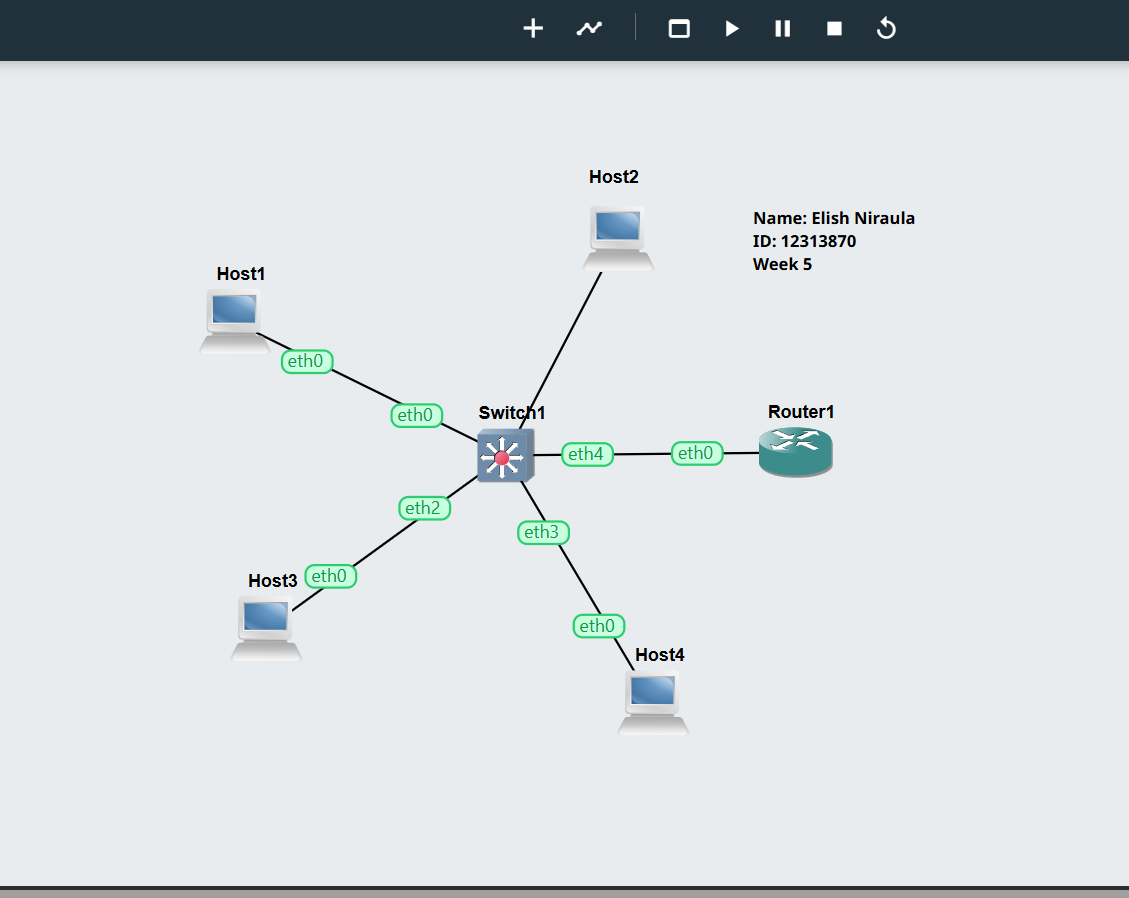 Host2
Name: Elish Niraula
ID: 12313870
Week 5
Host1
eth0
eth0
Switch1
Router1
eth4
eth0
eth2
eth3
Host3
eth0
eth0
Host4